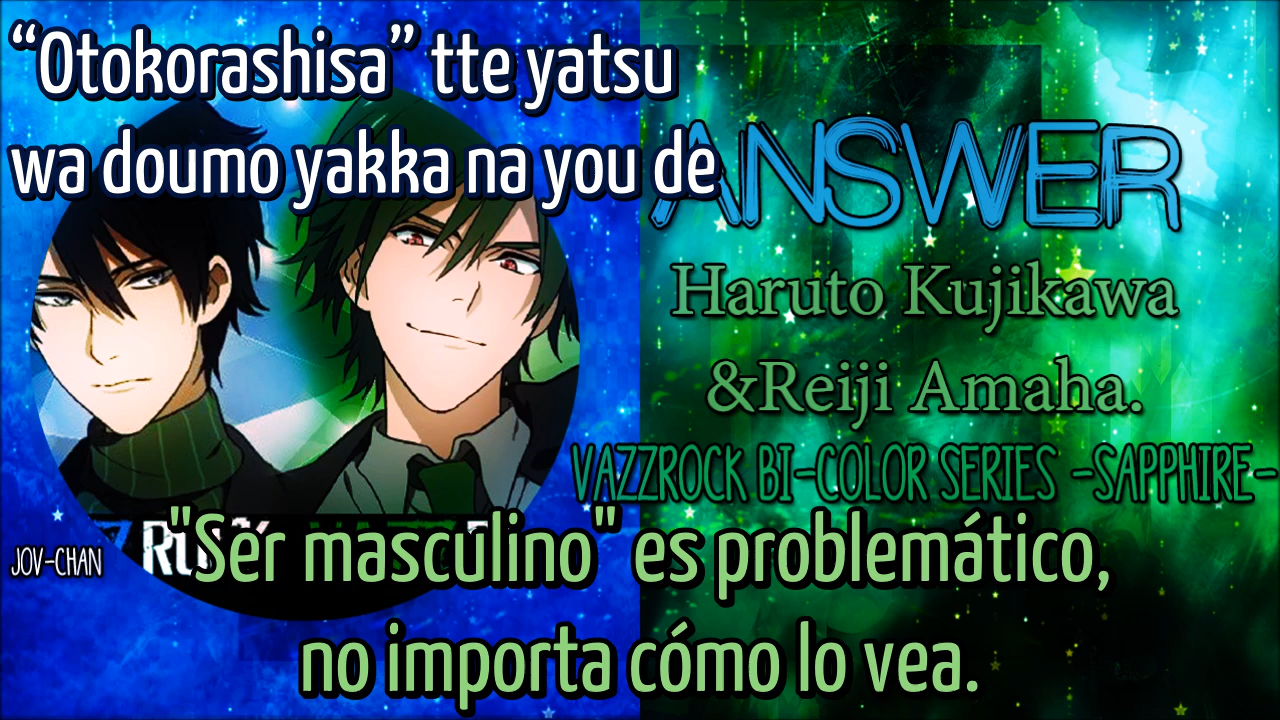 “Otokorashisa” tte yatsu
wa doumo yakka na you de
ANSWER
Haruto Kujikawa
&Reiji Amaha.
VAZZROCK BI-COLOR SERIES -SAPPHIRE-
JOV-CHAN
"Ser masculino" es problemático,
no importa cómo lo vea.